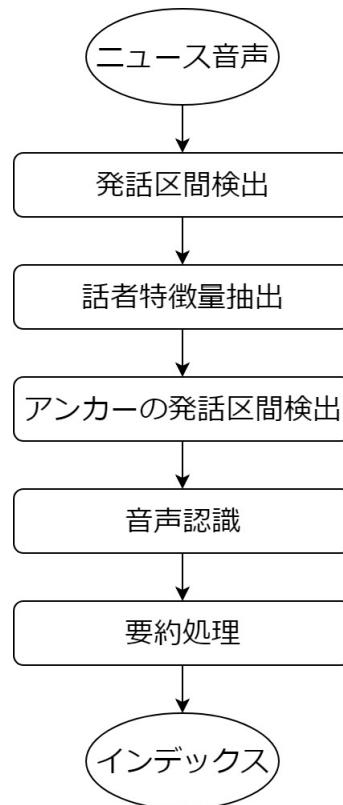 ニュース音声
発話区間検出
話者特徴量抽出
アンカーの発話区間検出
音声認識
要約処理
インデックス